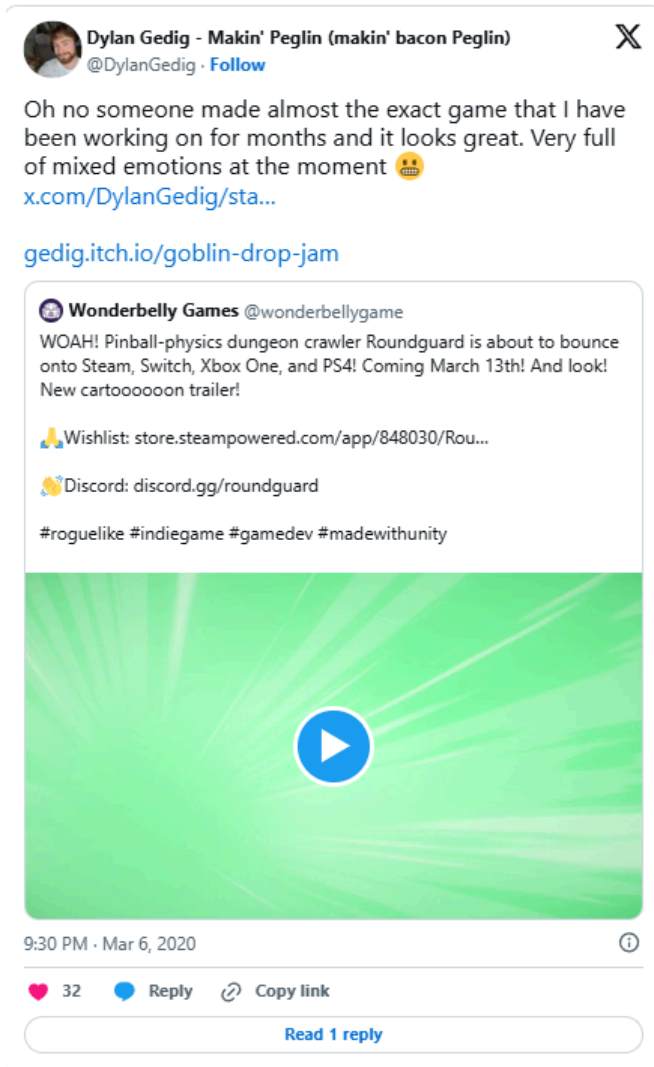 Dylan Gedig - Makin' Peglin (makin' bacon Peglin)
@DylanGedig · Follow
Oh no someone made almost the exact game that I have
been working on for months and it looks great. Very full
of mixed emotions at the moment 😬
x.com/DylanGedig/sta...
gedig.itch.io/goblin-drop-jam
Wonderbelly Games @wonderbellygame
WOAH! Pinball-physics dungeon crawler Roundguard is about to bounce
onto Steam, Switch, Xbox One, and PS4! Coming March 13th! And look!
New cartoooooon trailer!
🙏Wishlist: store.steampowered.com/app/848030/Rou...
👏Discord: discord.gg/roundguard
#roguelike #indiegame #gamedev #madewithunity
9:30 PM · Mar 6, 2020
32 Reply Copy link
Read 1 reply